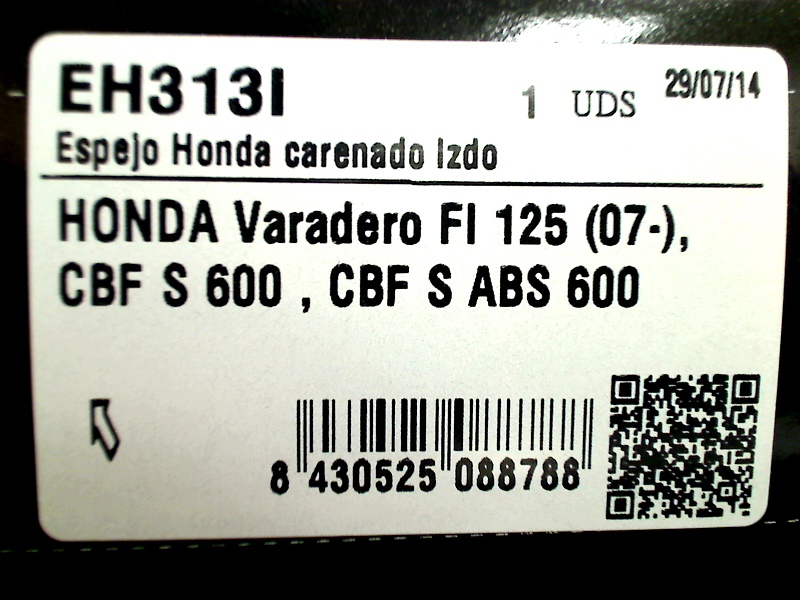 EH313I 1 UDS 29/07/14
Espejo Honda carenado Izdo
HONDA Varadero FI 125 (07-),
CBF S 600 , CBF S ABS 600
8 430525 088788